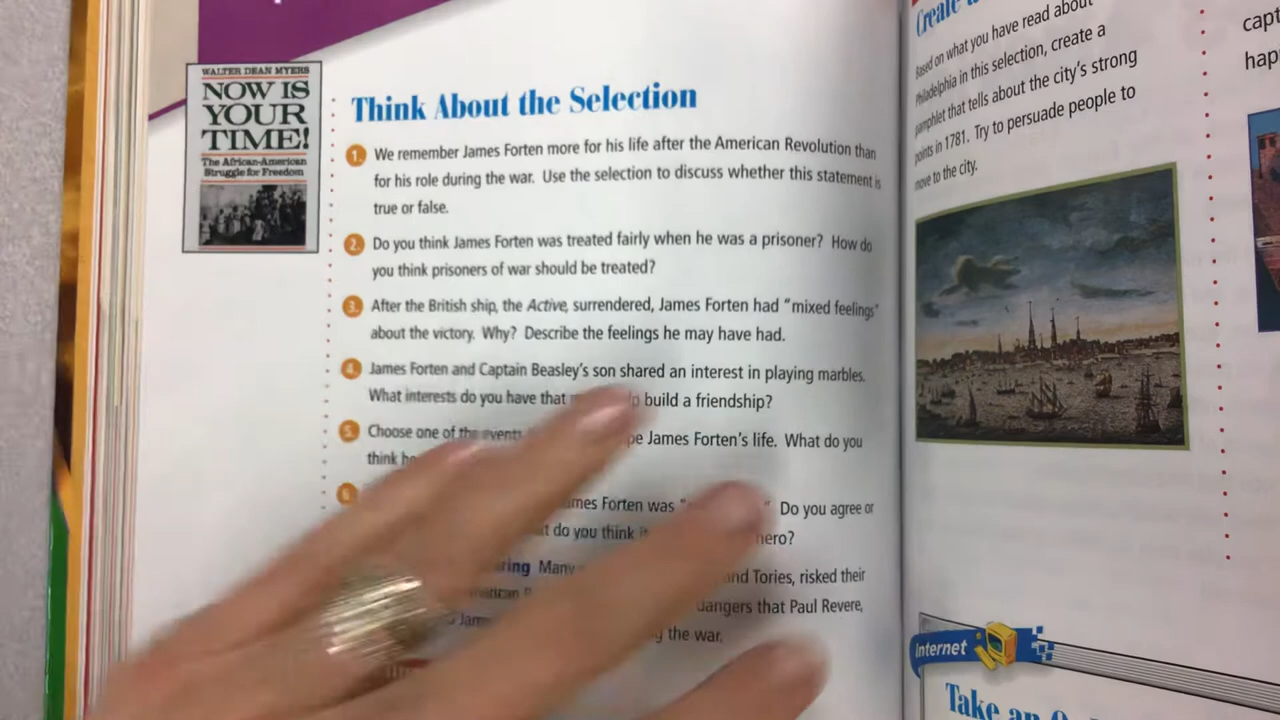 WALTER DEAN MYERS
NOW IS
YOUR
TIME!
The African-American
Struggle for Freedom
Think About the Selection
1. We remember James Forten more for his life after the American Revolution than
for his role during the war. Use the selection to discuss whether this statement is
true or false.
2. Do you think James Forten was treated fairly when he was a prisoner? How do
you think prisoners of war should be treated?
3. After the British ship, the Active, surrendered, James Forten had "mixed feelings"
about the victory. Why? Describe the feelings he may have had.
4. James Forten and Captain Beasley's son shared an interest in playing marbles.
What interests do you have that build a friendship?
5. Choose one of the events James Forten's life. What do you
think
6. Forten was Do you agree or
do you think hero?
Many and Tories, risked their
dangers that Paul Revere,
the war.
Based on what you have read about
Philadelphia in this selection, create a
pamphlet that tells about the city's strong
points in 1781. Try to persuade people to
move to the city.
Internet
Take an